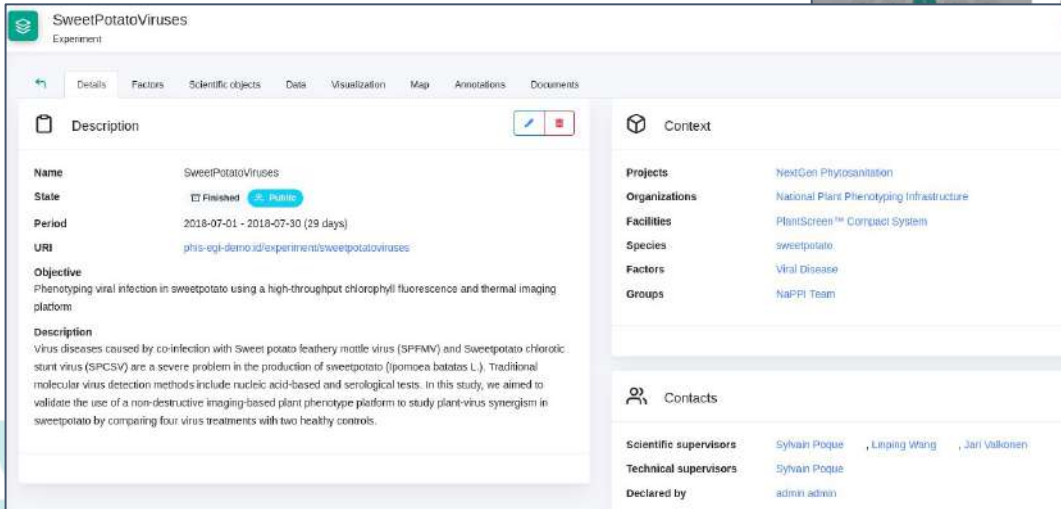 SweetPotatoViruses
Experiment
Details Factors Scientific objects Data Visualization Map Annotations Documents
Description
Name SweetPotatoViruses
State Finished Public
Period 2018-07-01 - 2018-07-30 (29 days)
URI phis-egi-demo:id/experiment/sweetpotatoviruses
Objective
Phenotyping viral infection in sweetpotato using a high-throughput chlorophyll fluorescence and thermal imaging
platform
Description
Virus diseases caused by co-infection with Sweet potato feathery mottle virus (SPFMV) and Sweetpotato chlorotic
stunt virus (SPCSV) are a severe problem in the production of sweetpotato (Ipomoea batatas L.). Traditional
molecular virus detection methods include nucleic acid-based and serological tests. In this study, we aimed to
validate the use of a non-destructive imaging-based plant phenotype platform to study plant-virus synergism in
sweetpotato by comparing four virus treatments with two healthy controls.
Context
Projects NextGen Phytosanitation
Organizations National Plant Phenotyping Infrastructure
Facilities PlantScreen™ Compact System
Species sweetpotato
Factors Viral Disease
Groups NaPPI Team
Contacts
Scientific supervisors Sylvain Poque , Linping Wang , Jari Valkonen
Technical supervisors Sylvain Poque
Declared by admin admin